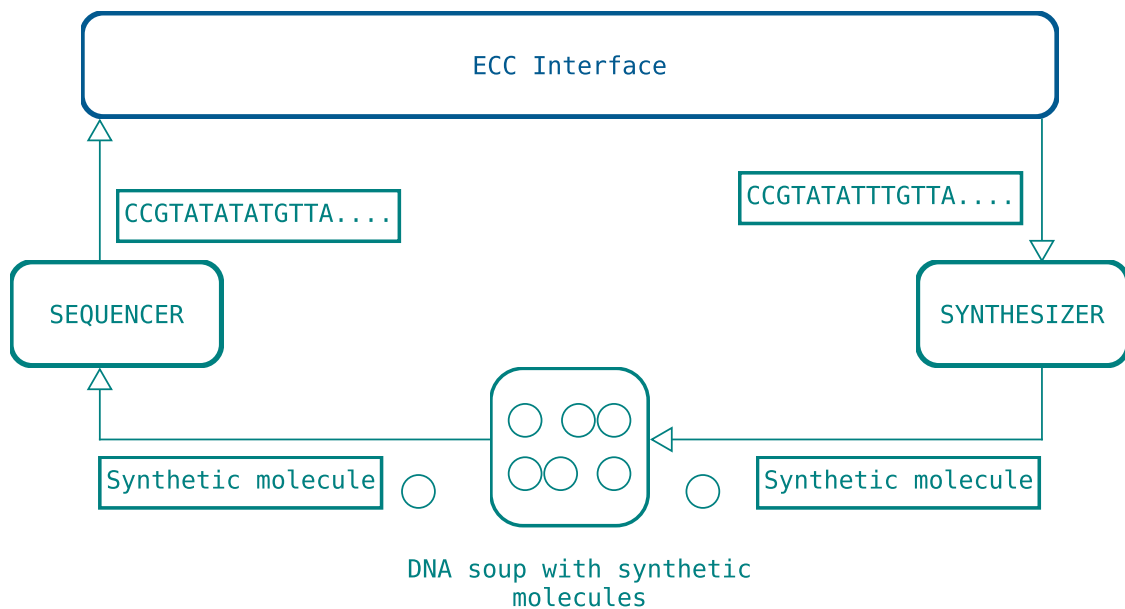 ECC Interface
CCGTATATATGTTA....
CCGTATATTTGTTA....
SEQUENCER
SYNTHESIZER
Synthetic molecule
Synthetic molecule
DNA soup with synthetic
molecules